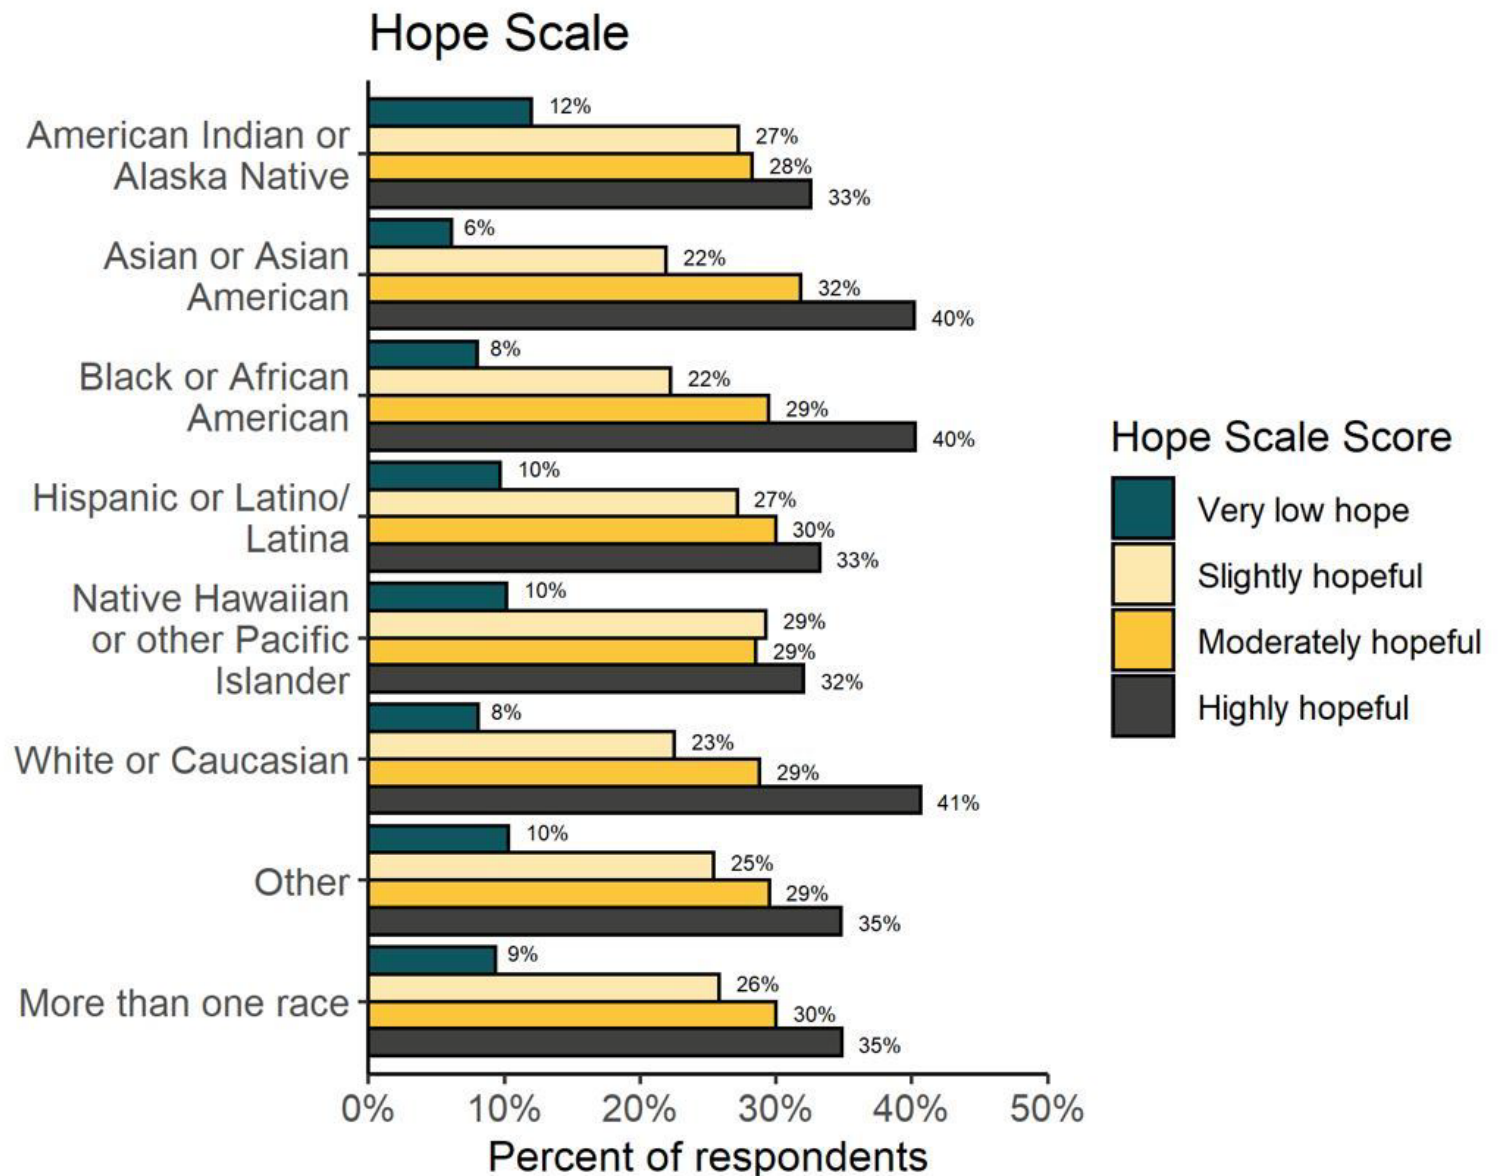 Hope Scale
American Indian or
Alaska Native
12%
27%
28%
33%
Asian or Asian
American
6%
22%
32%
40%
Black or African
American
8%
22%
29%
40%
Hispanic or Latino/
Latina
10%
27%
30%
33%
Native Hawaiian
or other Pacific
Islander
10%
29%
29%
32%
White or Caucasian
8%
23%
29%
41%
Other
10%
25%
29%
35%
More than one race
9%
26%
30%
35%
0% 10% 20% 30% 40% 50%
Percent of respondents
Hope Scale Score
Very low hope
Slightly hopeful
Moderately hopeful
Highly hopeful